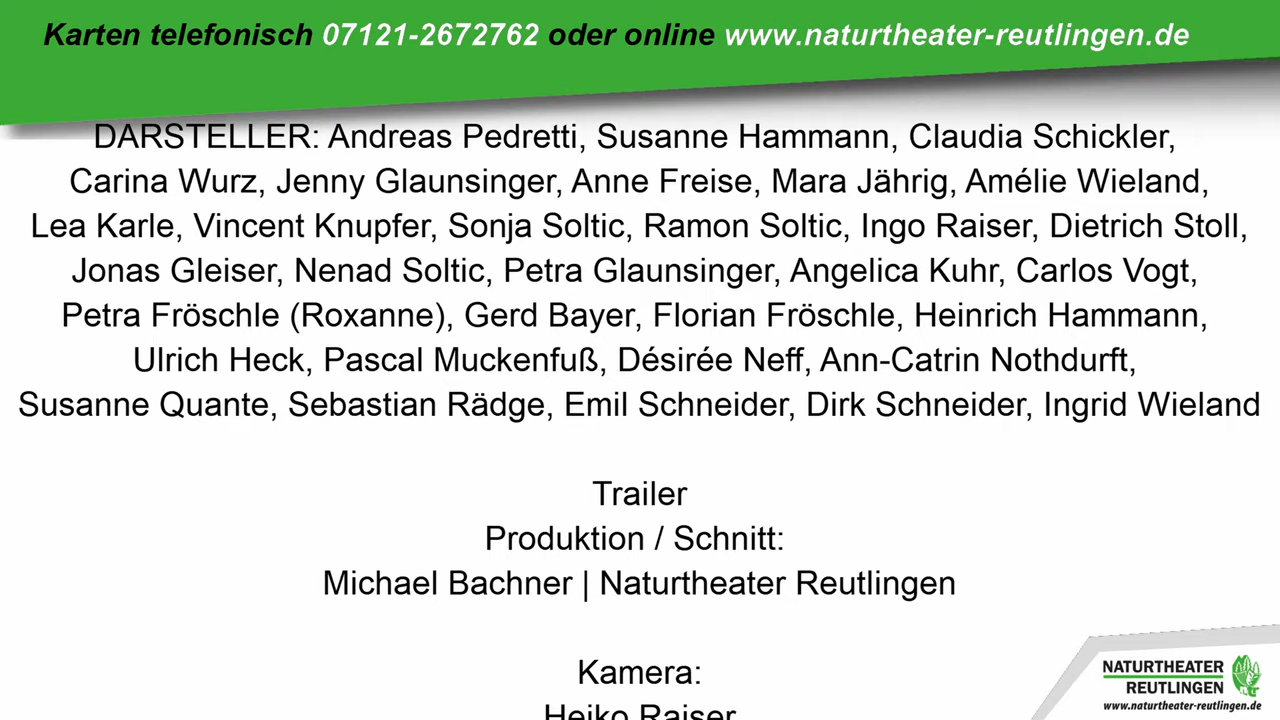 Karten telefonisch 07121-2672762 oder online www.naturtheater-reutlingen.de
DARSTELLER: Andreas Pedretti, Susanne Hammann, Claudia Schickler,
Carina Wurz, Jenny Glaunsinger, Anne Freise, Mara Jährig, Amélie Wieland,
Lea Karle, Vincent Knupfer, Sonja Soltic, Ramon Soltic, Ingo Raiser, Dietrich Stoll,
Jonas Gleiser, Nenad Soltic, Petra Glaunsinger, Angelica Kuhr, Carlos Vogt,
Petra Fröschle (Roxanne), Gerd Bayer, Florian Fröschle, Heinrich Hammann,
Ulrich Heck, Pascal Muckenfuß, Désirée Neff, Ann-Catrin Nothdurft,
Susanne Quante, Sebastian Rädge, Emil Schneider, Dirk Schneider, Ingrid Wieland
Trailer
Produktion / Schnitt:
Michael Bachner | Naturtheater Reutlingen
Kamera:
Heiko Raiser
NATURTHEATER
REUTLINGEN
www.naturtheater-reutlingen.de